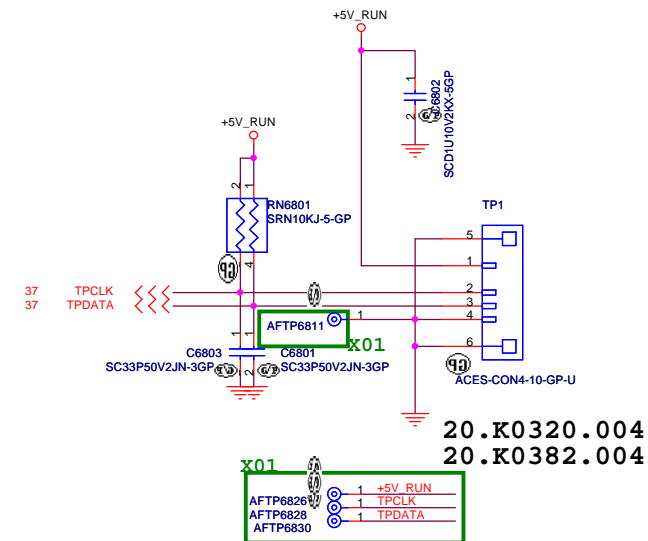 +5V_RUN
1
2
C6802
SCD1U10V2KX-5GP
+5V_RUN
2
1
RN6801
SRN10KJ-5-GP
3
4
TP1
5
1
2
3
4
6
37 TPCLK
37 TPDATA
AFTP6811
1
X01
1
1
C6803
C6801
SC33P50V2JN-3GP
SC33P50V2JN-3GP
2
2
ACES-CON4-10-GP-U
20.K0320.004
20.K0382.004
X01
AFTP6826 1 +5V_RUN
AFTP6828 1 TPCLK
AFTP6830 1 TPDATA